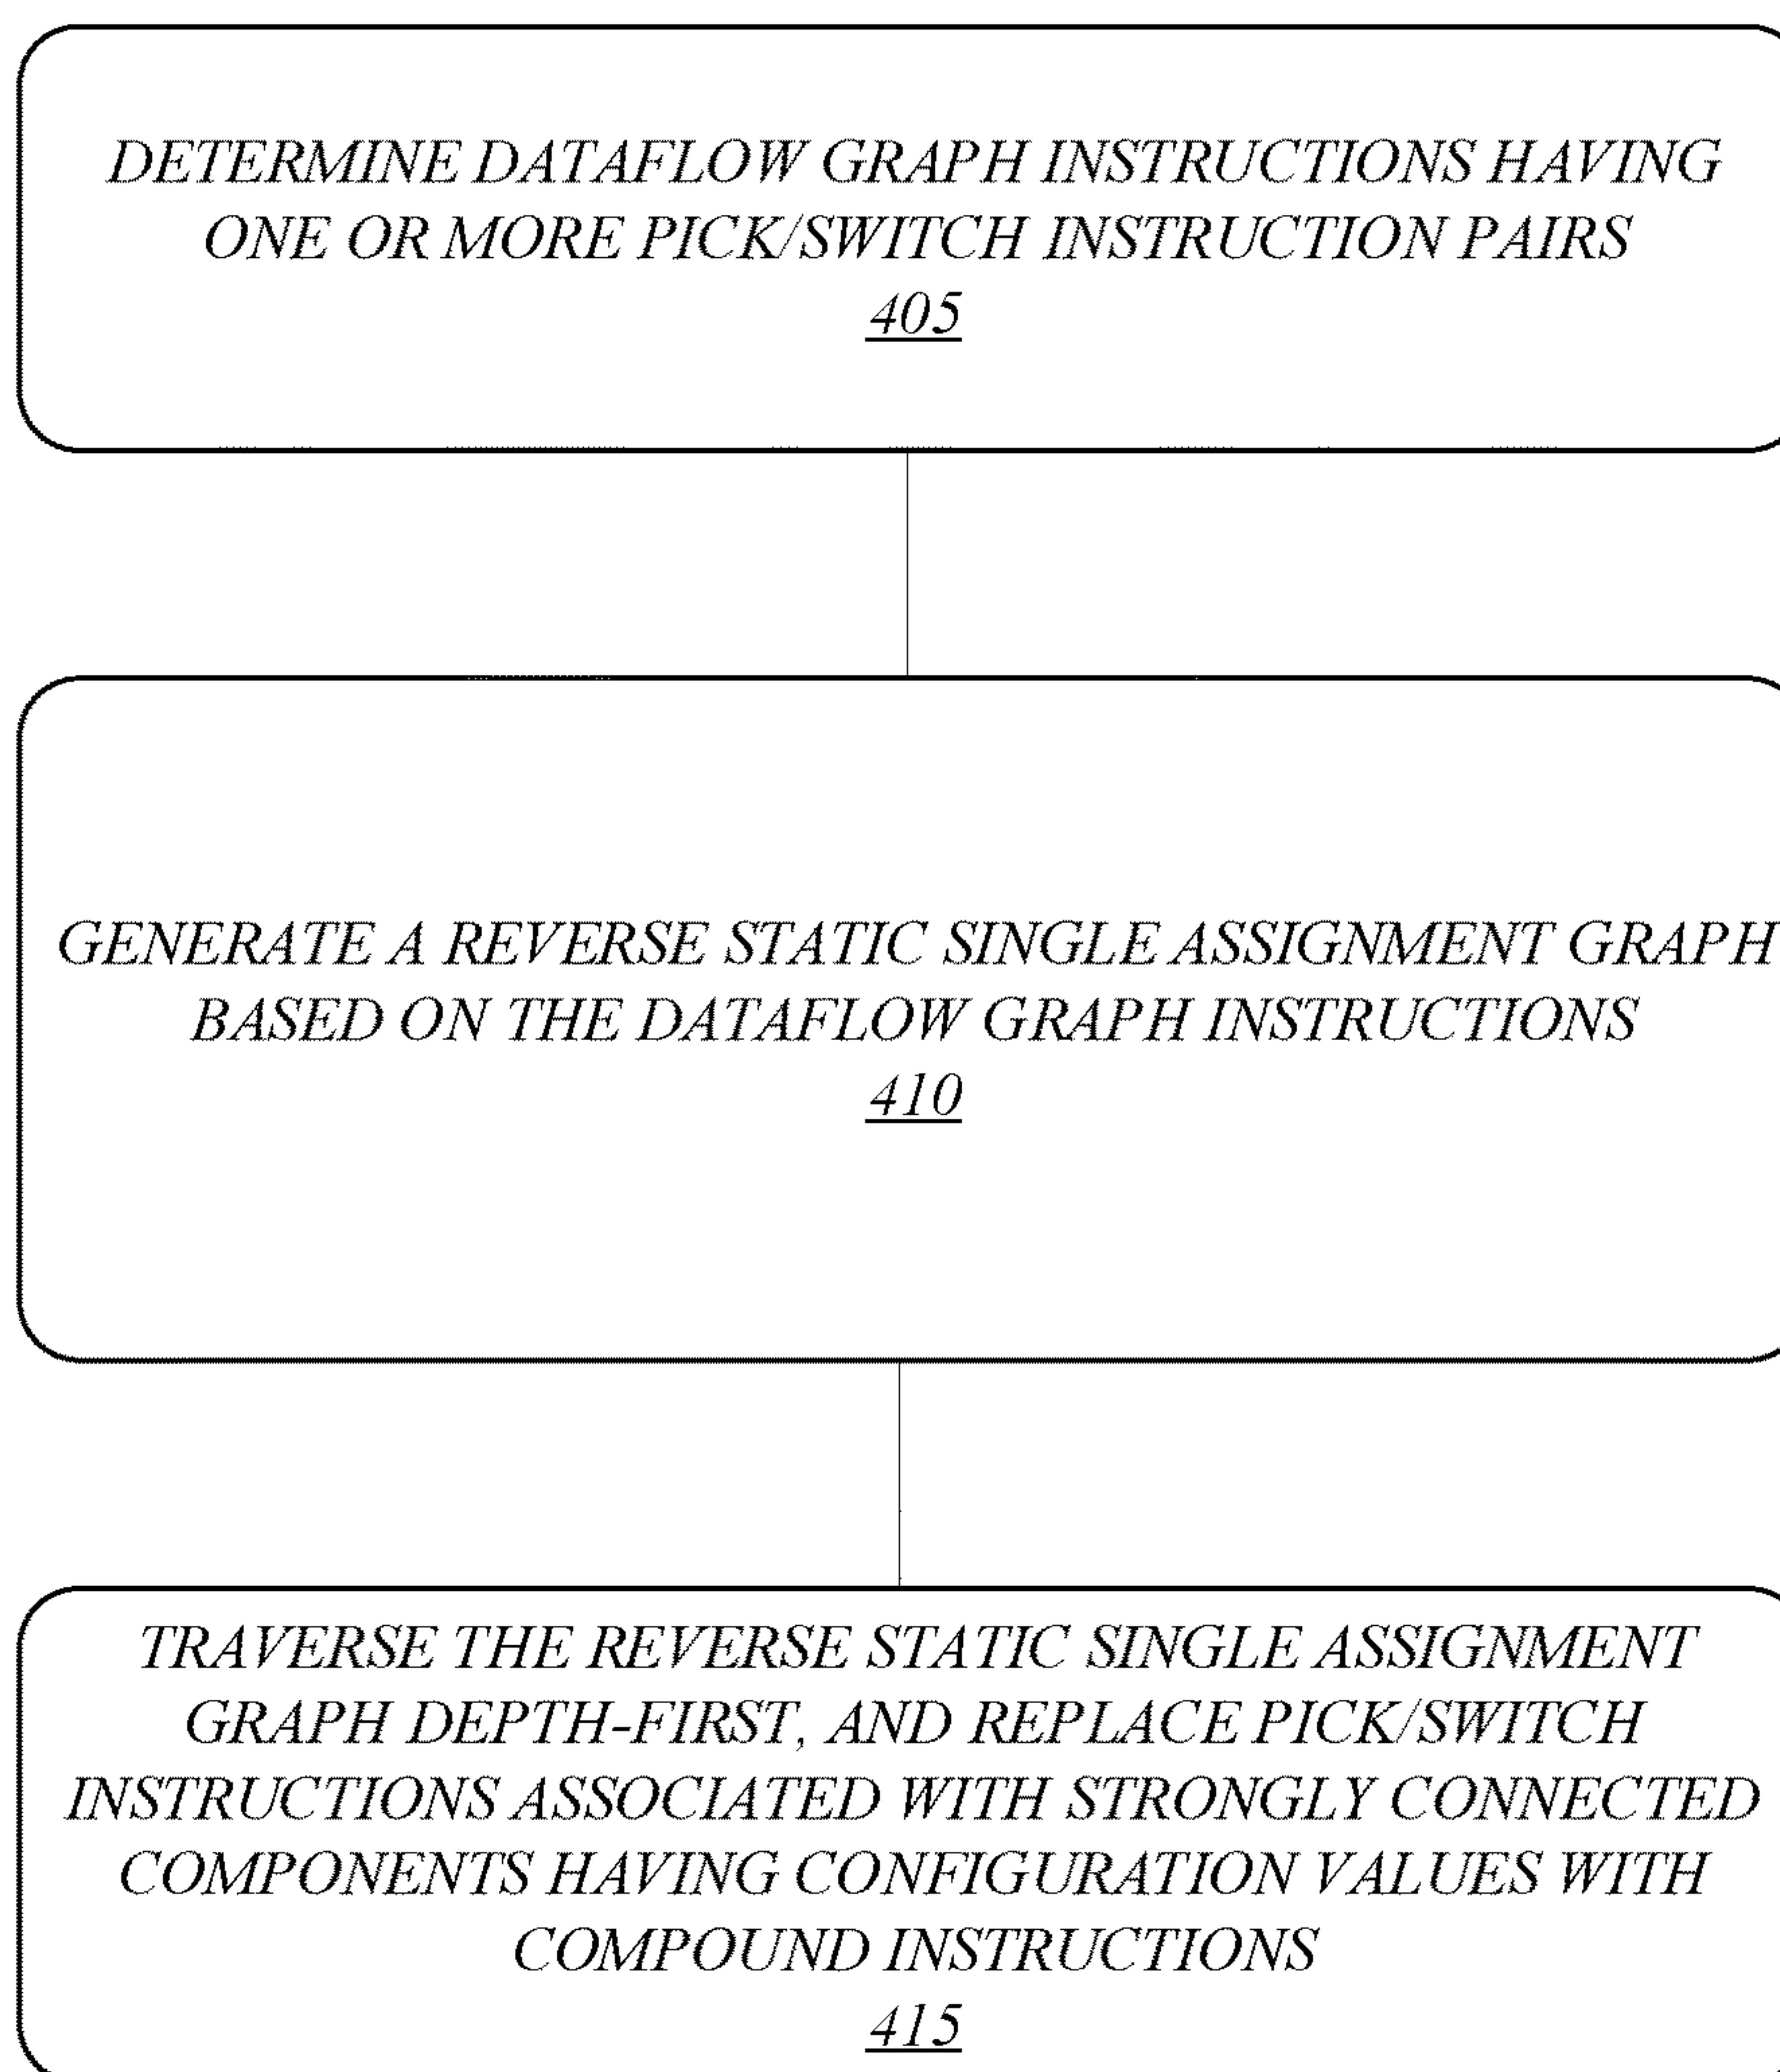 DETERMINE DATAFLOW GRAPH INSTRUCTIONS HAVING
ONE OR MORE PICK/SWITCH INSTRUCTION PAIRS
405
GENERATE A REVERSE STATIC SINGLE ASSIGNMENT GRAPH
BASED ON THE DATAFLOW GRAPH INSTRUCTIONS
410
TRAVERSE THE REVERSE STATIC SINGLE ASSIGNMENT
GRAPH DEPTH-FIRST, AND REPLACE PICK/SWITCH
INSTRUCTIONS ASSOCIATED WITH STRONGLY CONNECTED
COMPONENTS HAVING CONFIGURATION VALUES WITH
COMPOUND INSTRUCTIONS
415